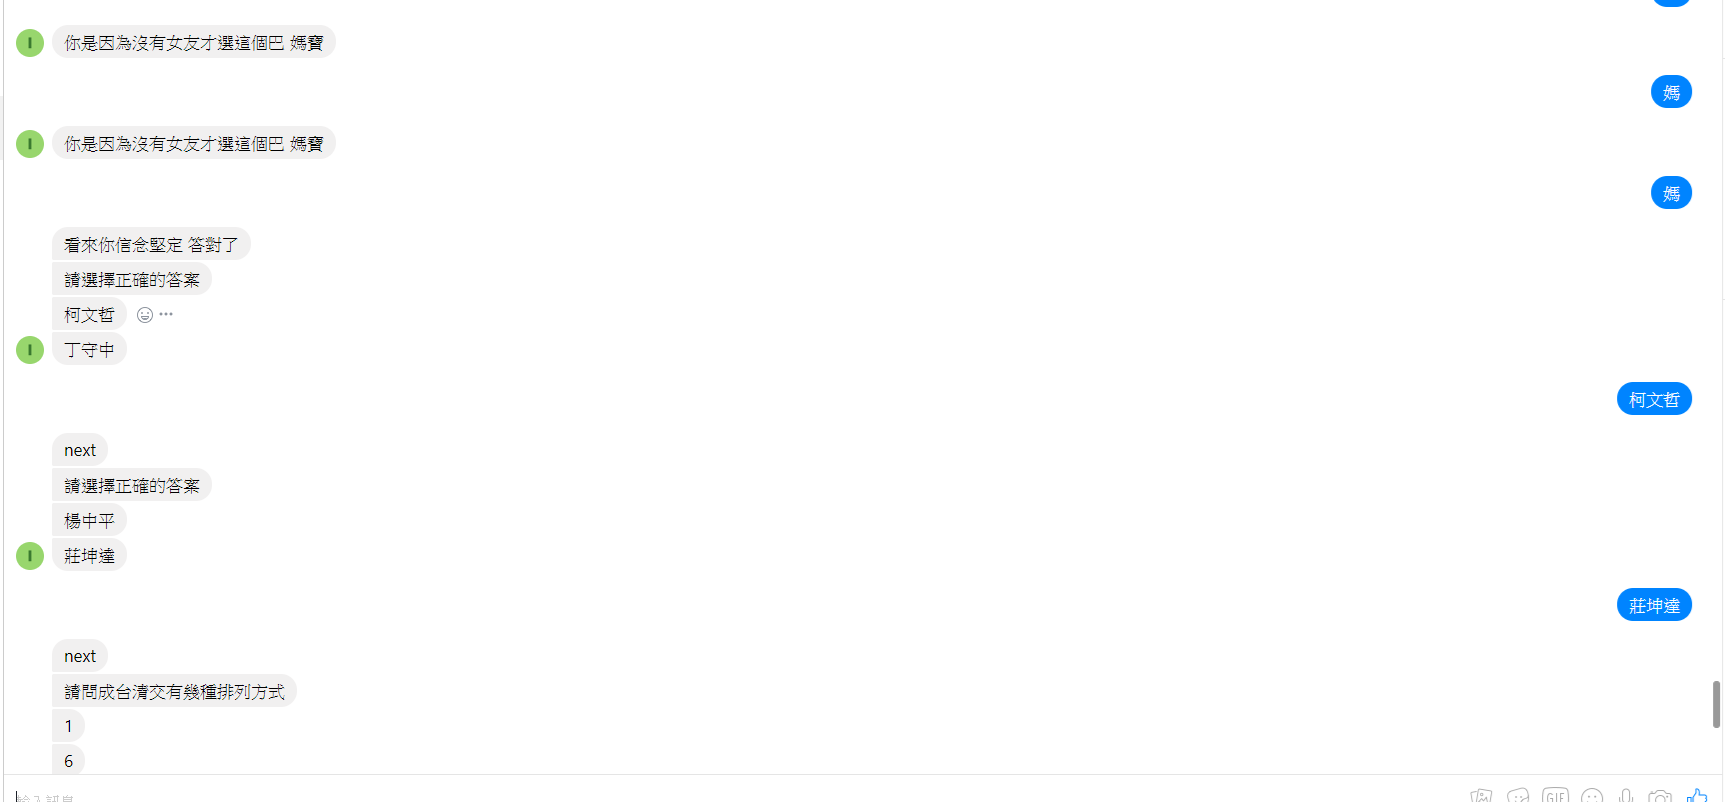 你是因為沒有女友才選這個巴 媽寶
媽
你是因為沒有女友才選這個巴 媽寶
媽
看來你信念堅定 答對了
請選擇正確的答案
柯文哲
丁守中
柯文哲
next
請選擇正確的答案
楊中平
莊坤達
莊坤達
next
請問成台清交有幾種排列方式
1
6
輸入訊息
GIF